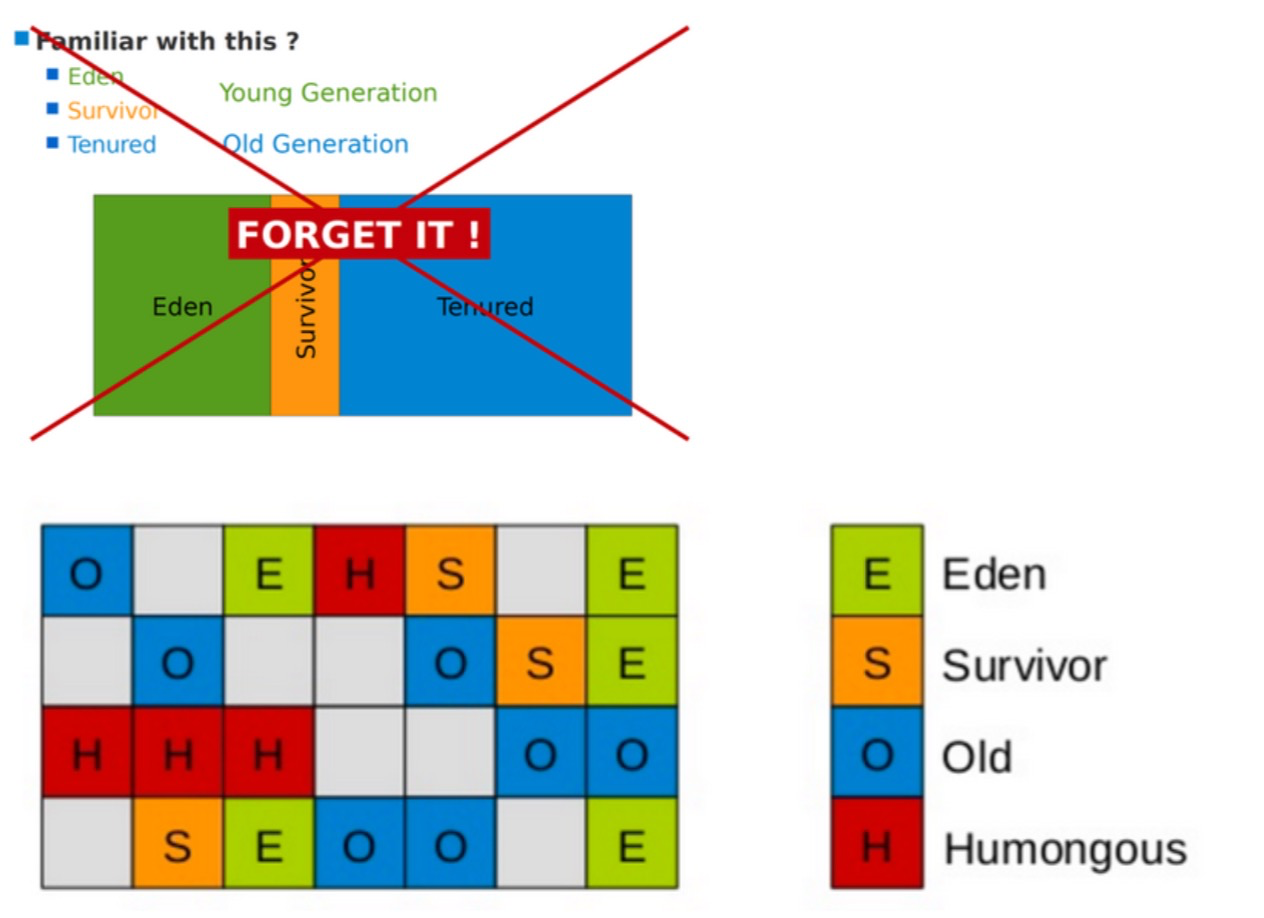 Familiar with this ?
Eden
Survivor
Young Generation
Tenured
Old Generation
FORGET IT !
Eden
Survivor
Tenured
O E H S E
O O S E
H H H O O
S E O O E
E Eden
S Survivor
O Old
H Humongous